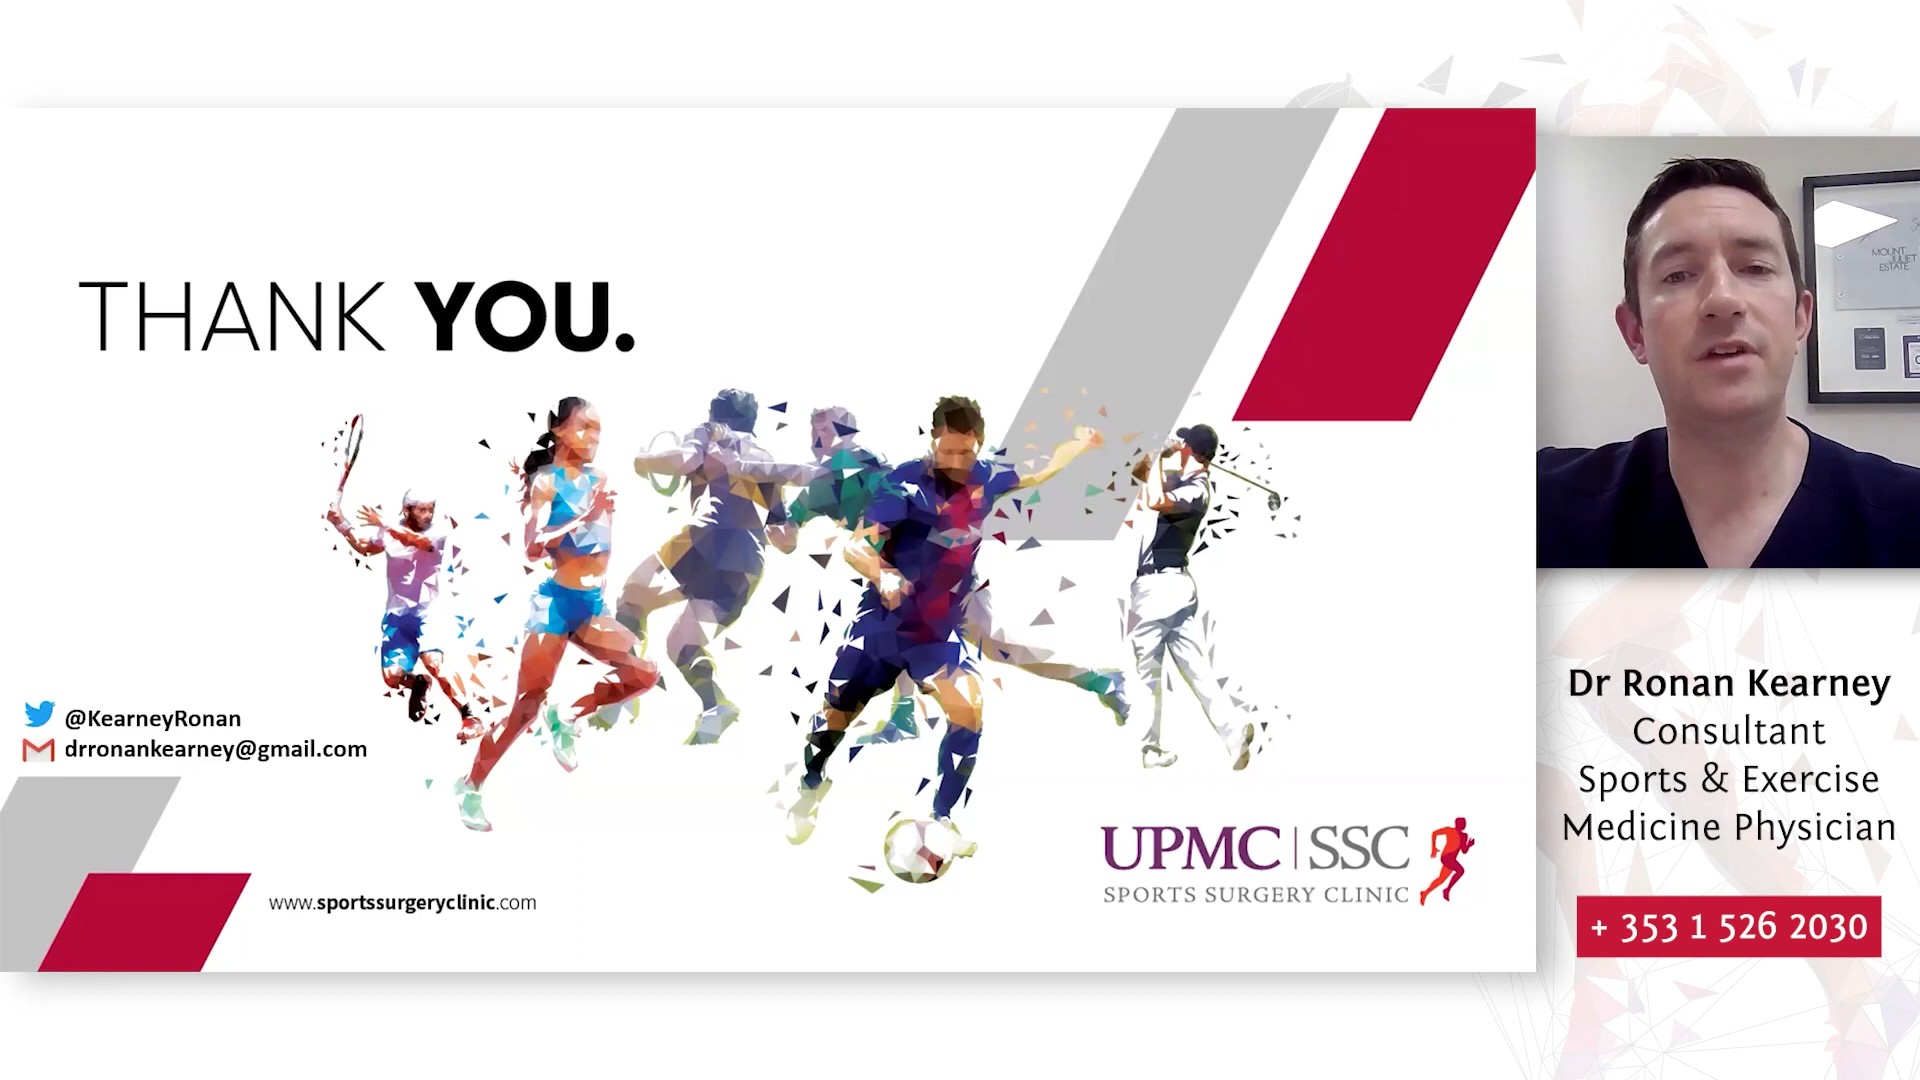 THANK YOU.
@KearneyRonan
drronankearney@gmail.com
www.sportssurgeryclinic.com
UPMC | SSC
SPORTS SURGERY CLINIC
MOUNT
JULIET
ESTATE
Dr Ronan Kearney
Consultant
Sports & Exercise
Medicine Physician
+ 353 1 526 2030